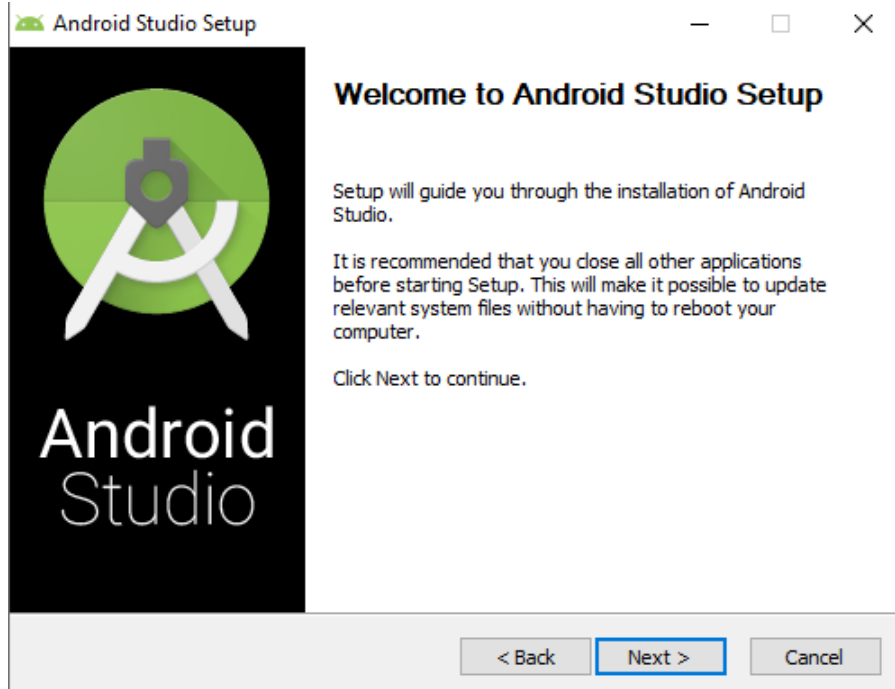 Android Studio Setup
Welcome to Android Studio Setup
Setup will guide you through the installation of Android
Studio.
It is recommended that you close all other applications
before starting Setup. This will make it possible to update
relevant system files without having to reboot your
computer.
Click Next to continue.
Android
Studio
< Back
Next >
Cancel